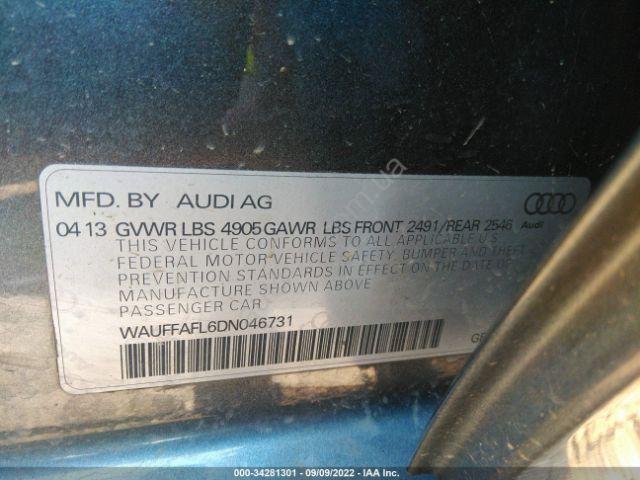 MFD. BY AUDI AG
04 13 GVWR LBS 4905 GAWR LBS FRONT 2491/REAR 2546
Audi
THIS VEHICLE CONFORMS TO ALL APPLICABLE U.S.
FEDERAL MOTOR VEHICLE SAFETY, BUMPER AND THEFT
PREVENTION STANDARDS IN EFFECT ON THE DATE OF
MANUFACTURE SHOWN ABOVE
PASSENGER CAR
WAUFFAFL6DN046731
000-34281301 - 09/09/2022 - IAA Inc.